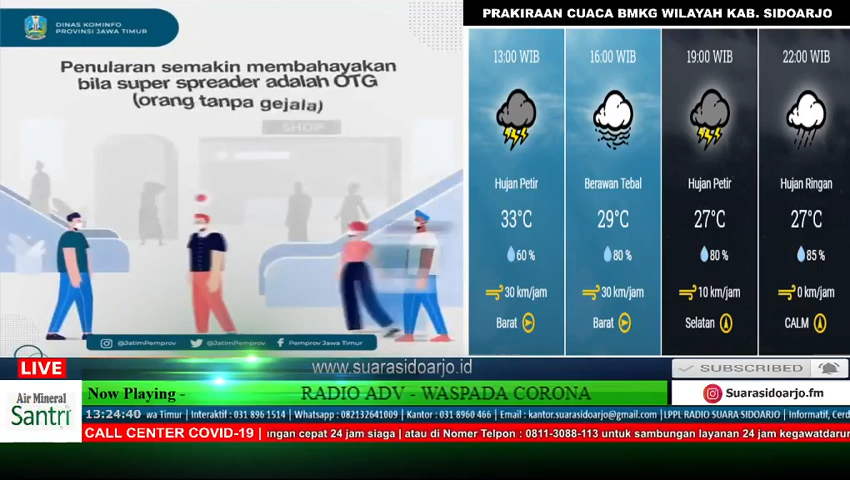 DINAS KOMINFO
PROVINSI JAWA TIMUR
Penularan semakin membahayakan
bila super spreader adalah OTG
(orang tanpa gejala)
SHOP
@JatimPemprov
@JatimPemprov
Pemprov Jawa Timur
PRAKIRAAN CUACA BMKG WILAYAH KAB. SIDOARJO
13:00 WIB
16:00 WIB
19:00 WIB
22:00 WIB
Hujan Petir
Berawan Tebal
Hujan Petir
Hujan Ringan
33°C
29°C
27°C
27°C
60 %
80 %
80 %
85 %
30 km/jam
30 km/jam
10 km/jam
0 km/jam
Barat
Barat
Selatan
CALM
LIVE
www.suarasidoarjo.id
SUBSCRIBED
Air Mineral
Santri
Now Playing -
RADIO ADV - WASPADA CORONA
Suarasidoarjo.fm
13:24:40
wa Timur | Interaktif : 031 896 1514 | Whatsapp : 082132641009 | Kantor : 031 8960 466 | Email : kantor.suarasidoarjo@gmail.com |LPPL RADIO SUARA SIDOARJO | Informatif, Cerd
CALL CENTER COVID-19 |
ıngan cepat 24 jam siaga | atau di Nomer Telpon : 0811-3088-113 untuk sambungan layanan 24 jam kegawatdarur